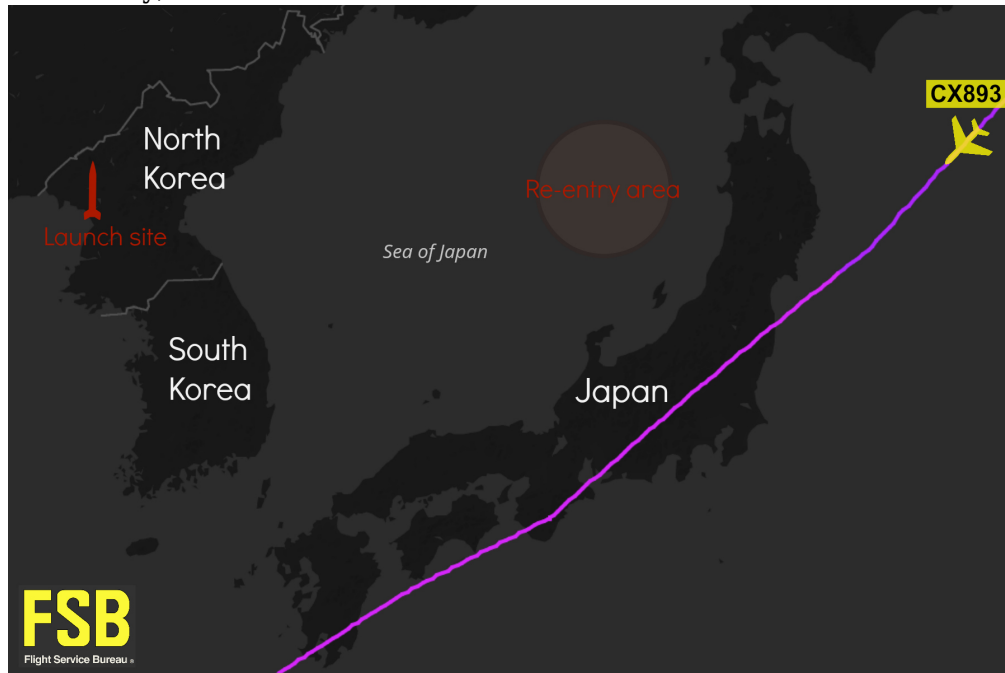 CX893
North
Korea
Re-entry area
Launch site
Sea of Japan
South
Korea
Japan
FSB
Flight Service Bureau